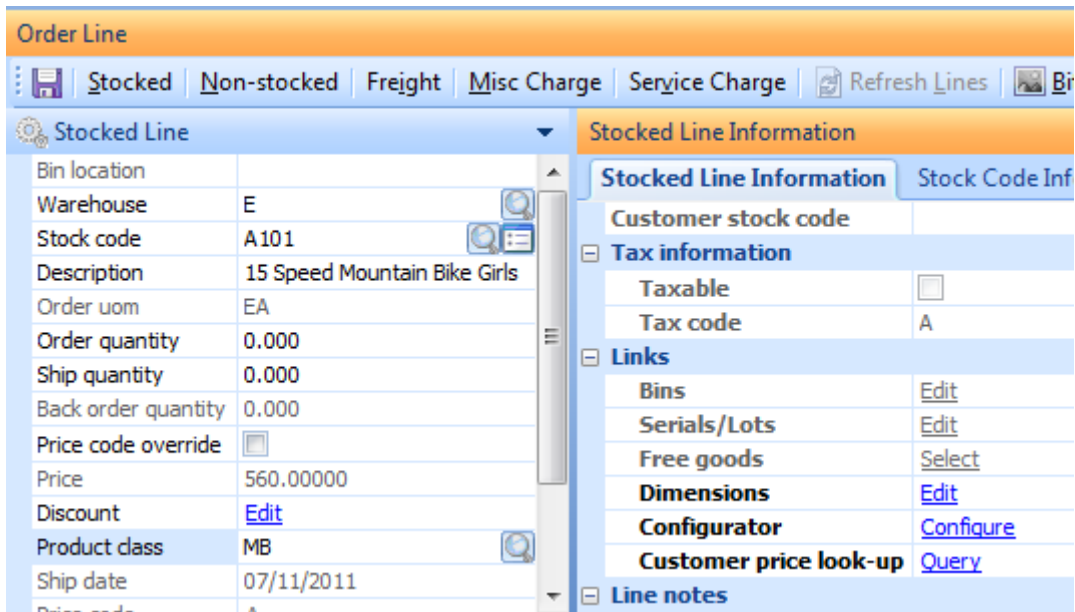 Order Line
Stocked Non-stocked Freight Misc Charge Service Charge Refresh Lines
Stocked Line
Bin location
Warehouse E
Stock code A101
Description 15 Speed Mountain Bike Girls
Order uom EA
Order quantity 0.000
Ship quantity 0.000
Back order quantity 0.000
Price code override
Price 560.00000
Discount Edit
Product class MB
Ship date 07/11/2011
Stocked Line Information
Stocked Line Information Stock Code Inf
Customer stock code
Tax information
Taxable
Tax code A
Links
Bins Edit
Serials/Lots Edit
Free goods Select
Dimensions Edit
Configurator Configure
Customer price look-up Query
Line notes